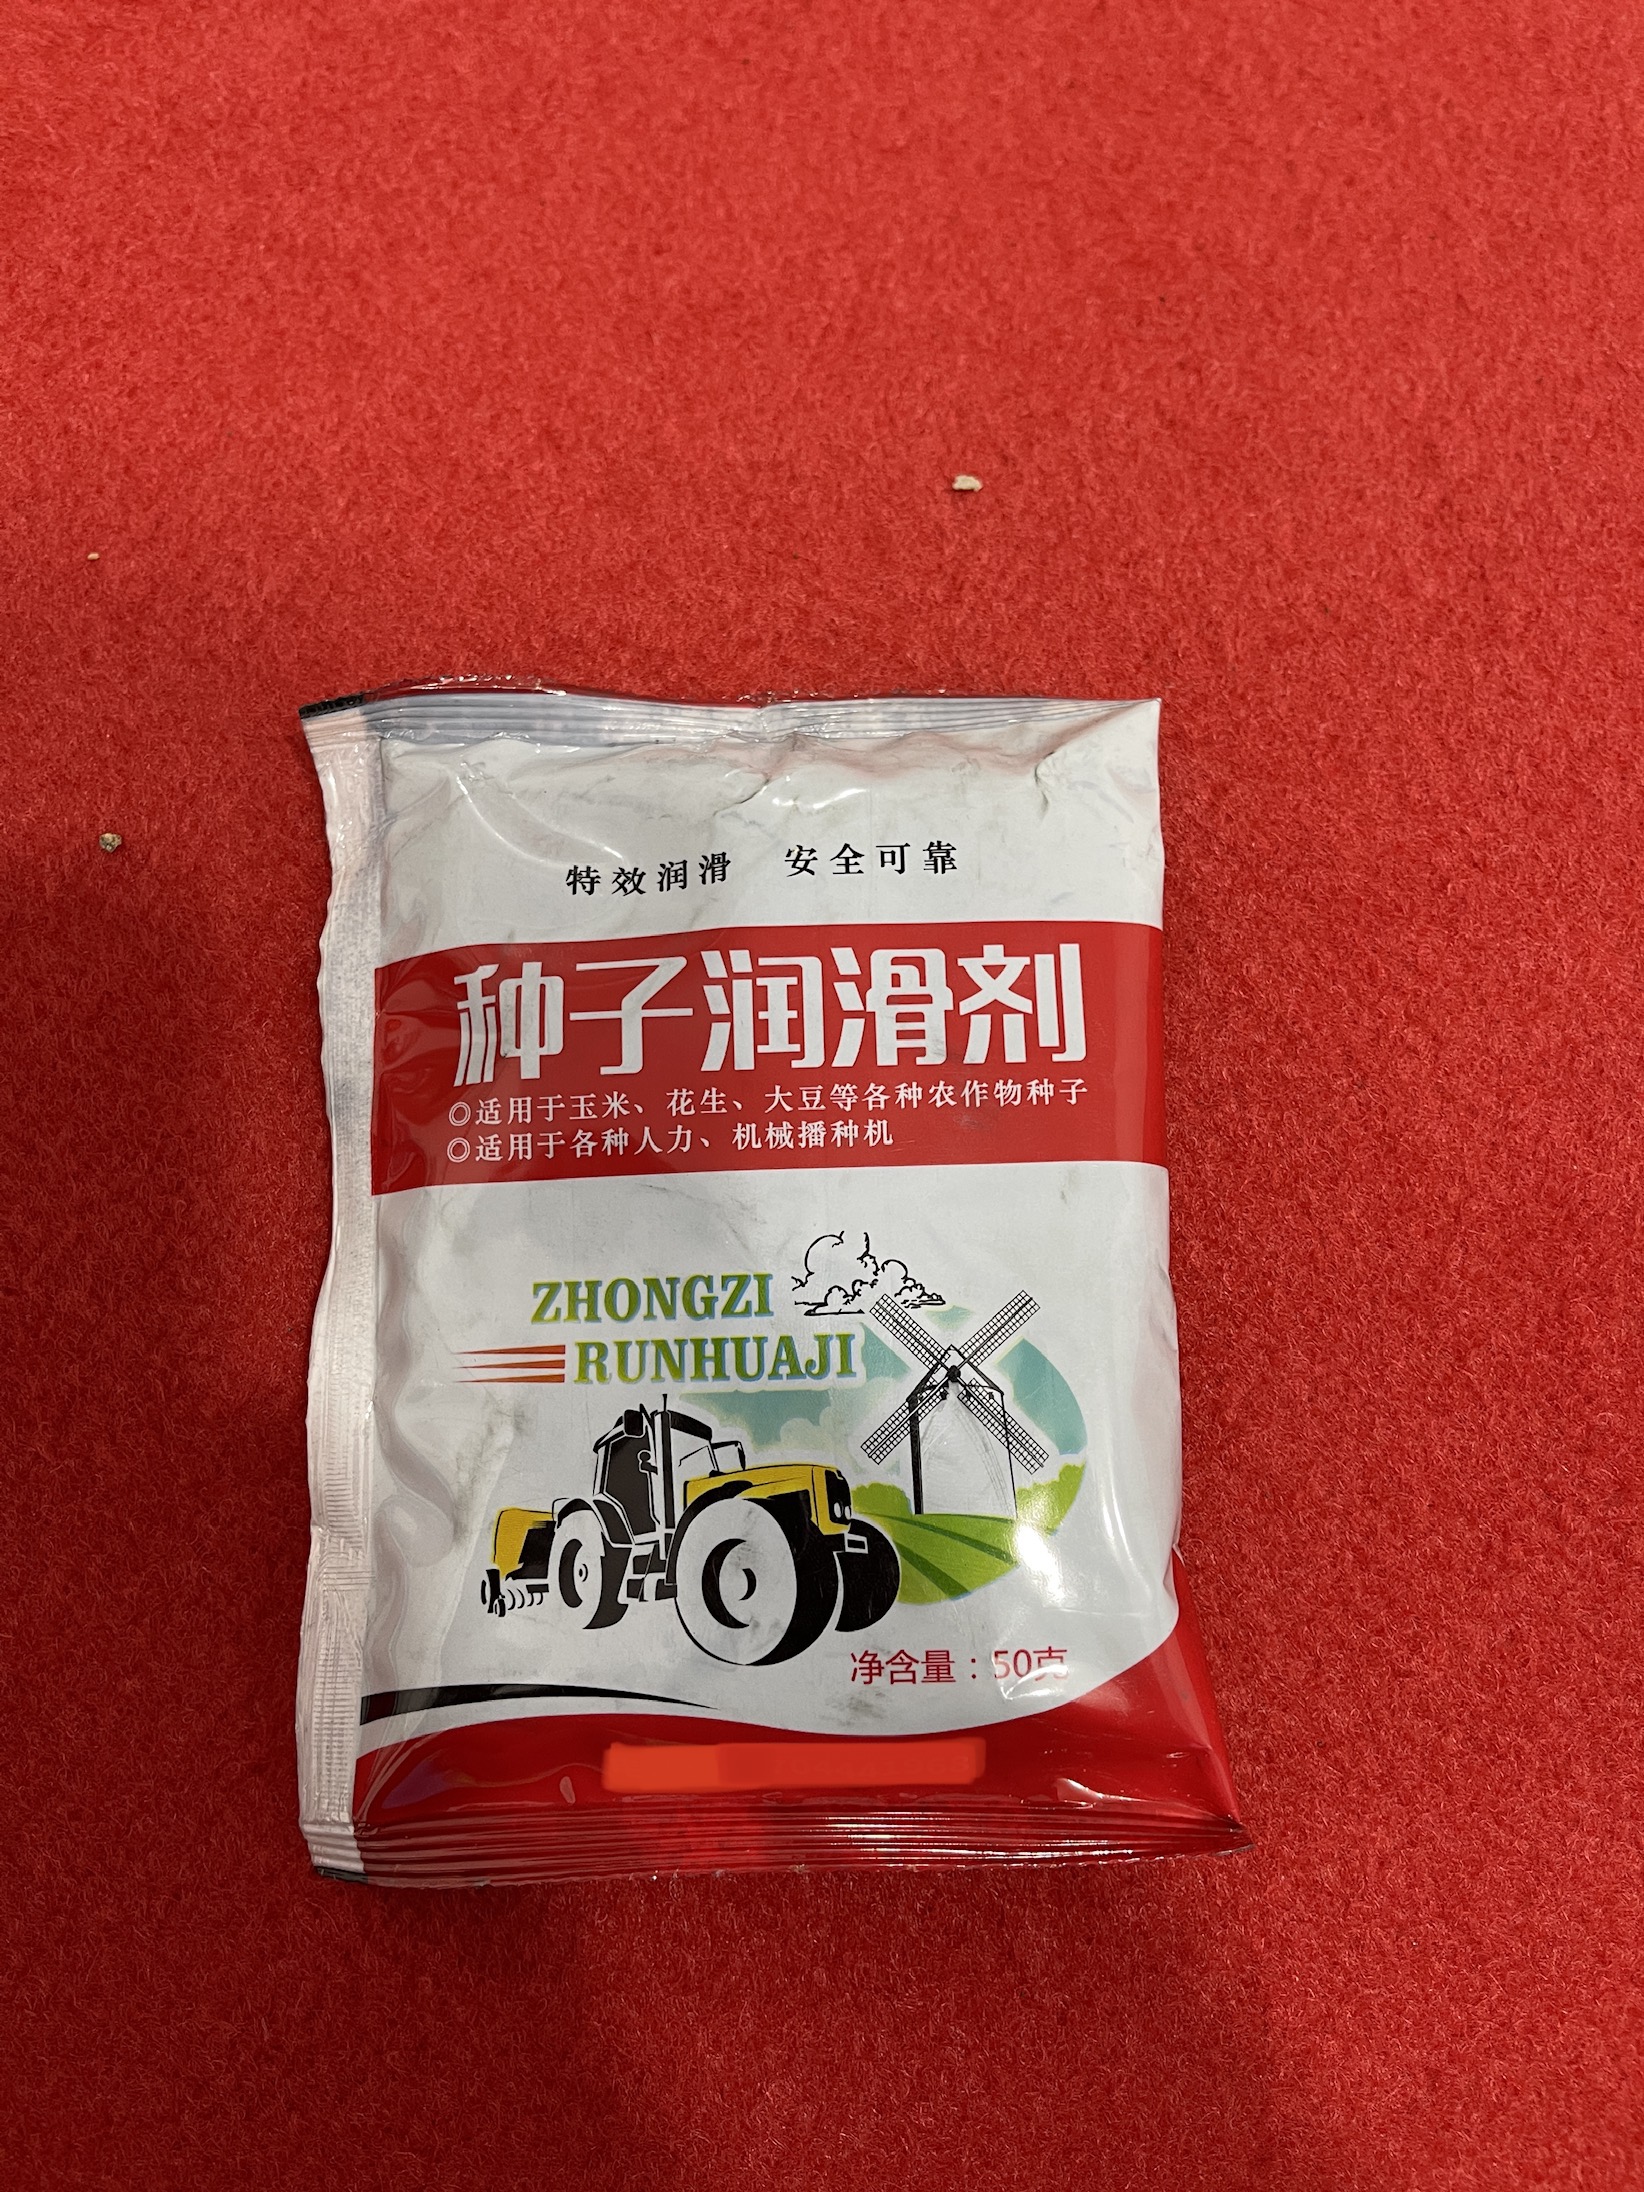 特效润滑 安全可靠
种子润滑剂
◎适用于玉米、花生、大豆等各种农作物种子
◎适用于各种人力、机械播种机
ZHONGZI
RUNHUAJI
净含量：50克